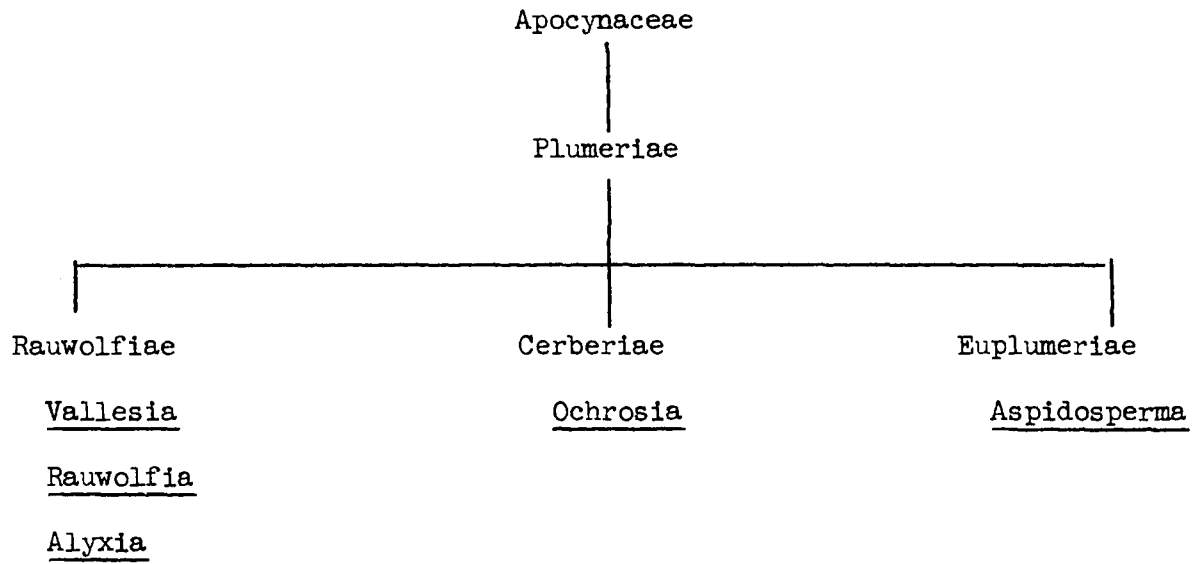 Apocynaceae
Plumeriae
Rauwolfiae Cerberiae Euplumeriae
Vallesia Ochrosia Aspidosperma
Rauwolfia
Alyxia